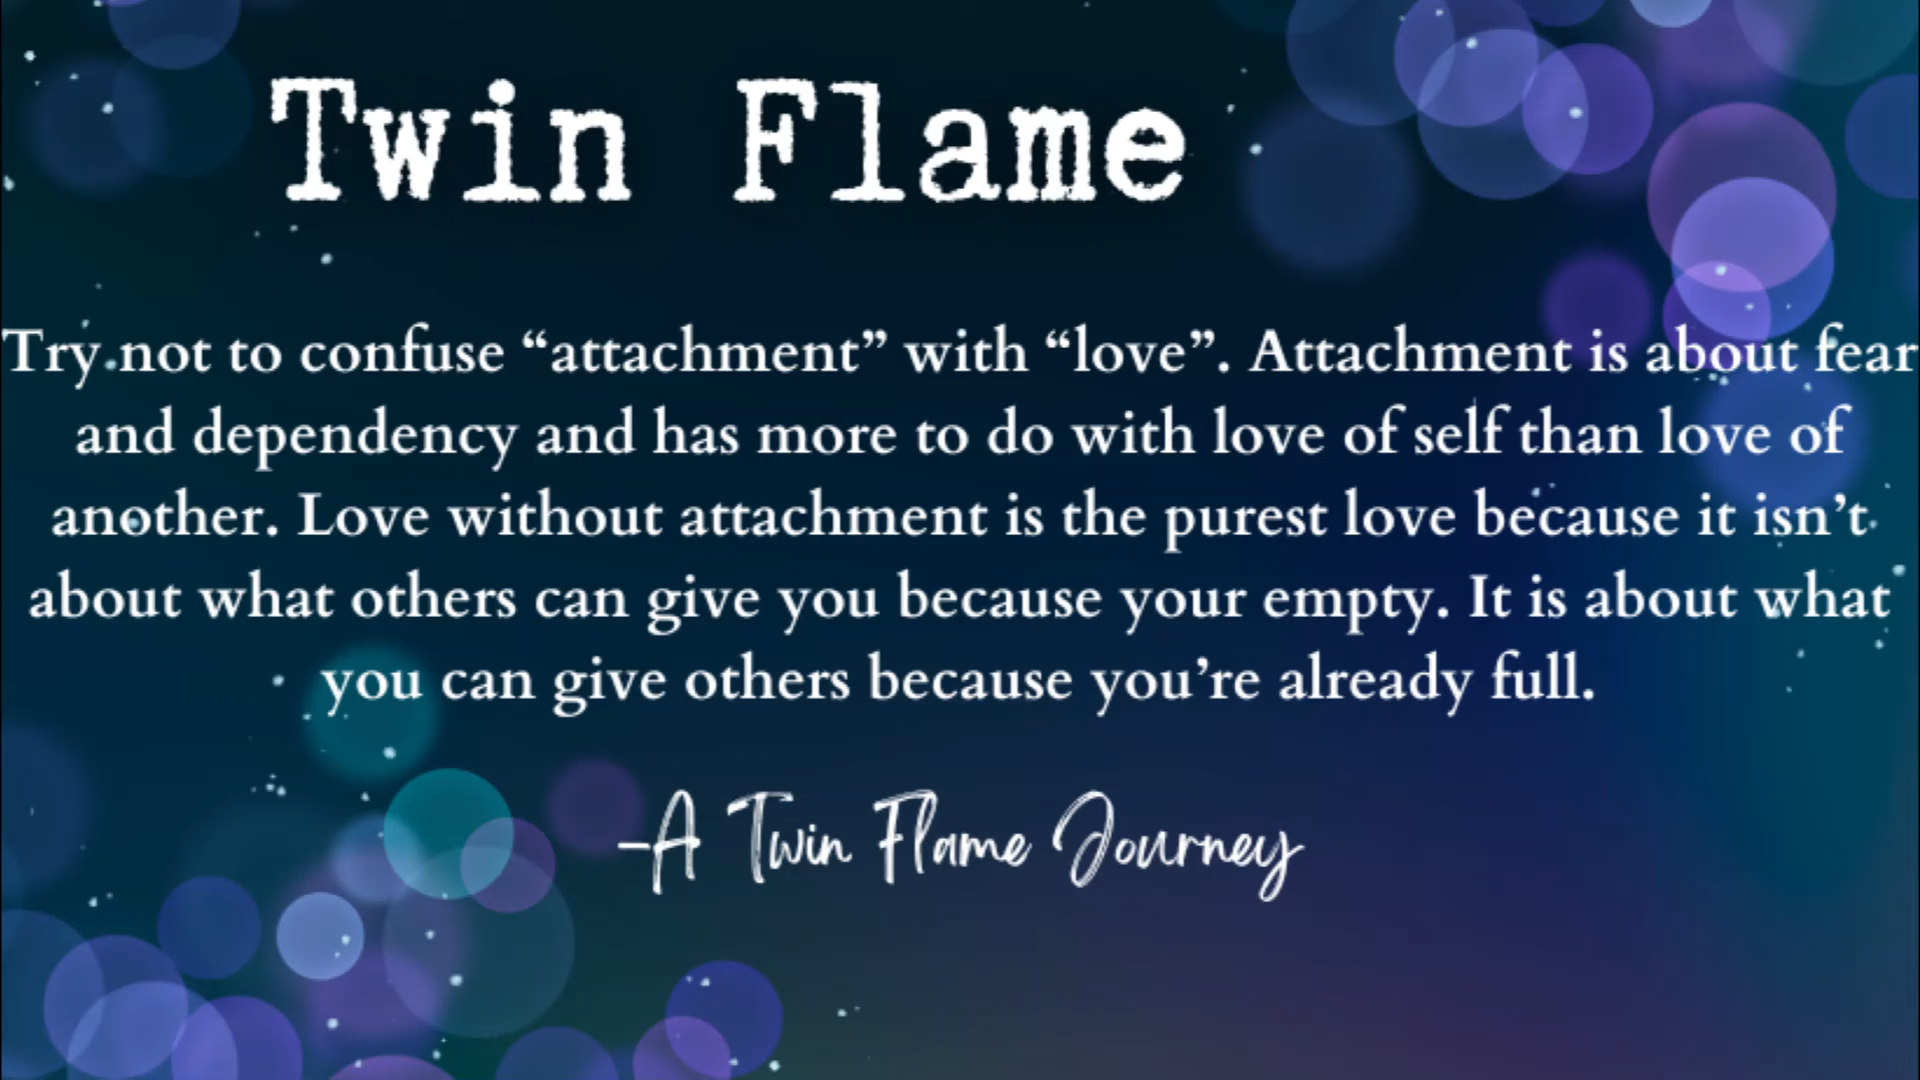 Twin Flame
Try not to confuse “attachment” with “love”. Attachment is about fear
and dependency and has more to do with love of self than love of
another. Love without attachment is the purest love because it isn’t
about what others can give you because your empty. It is about what
you can give others because you’re already full.
-A Twin Flame Journey